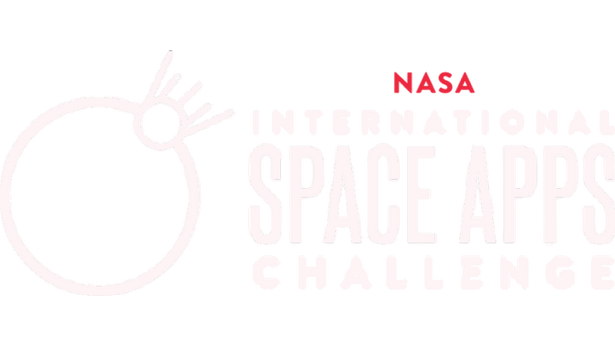 NASA
INTERNATIONAL
SPACE APPS
CHALLENGE